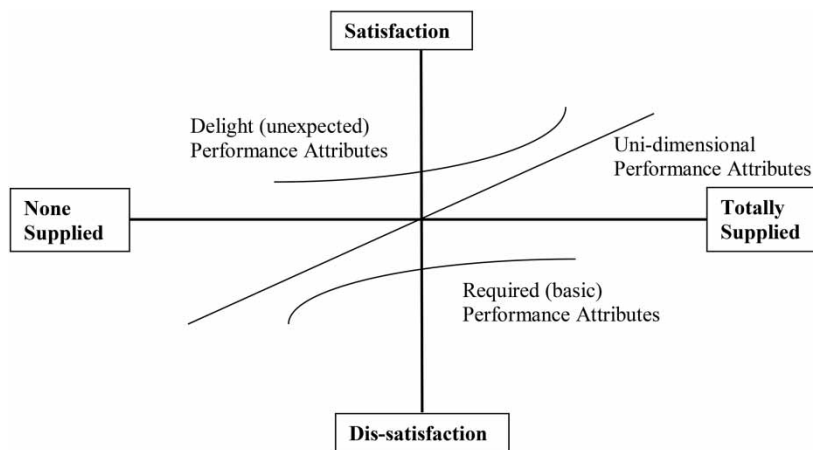 Satisfaction
Delight (unexpected)
Performance Attributes
Uni-dimensional
Performance Attributes
None
Supplied
Totally
Supplied
Required (basic)
Performance Attributes
Dis-satisfaction